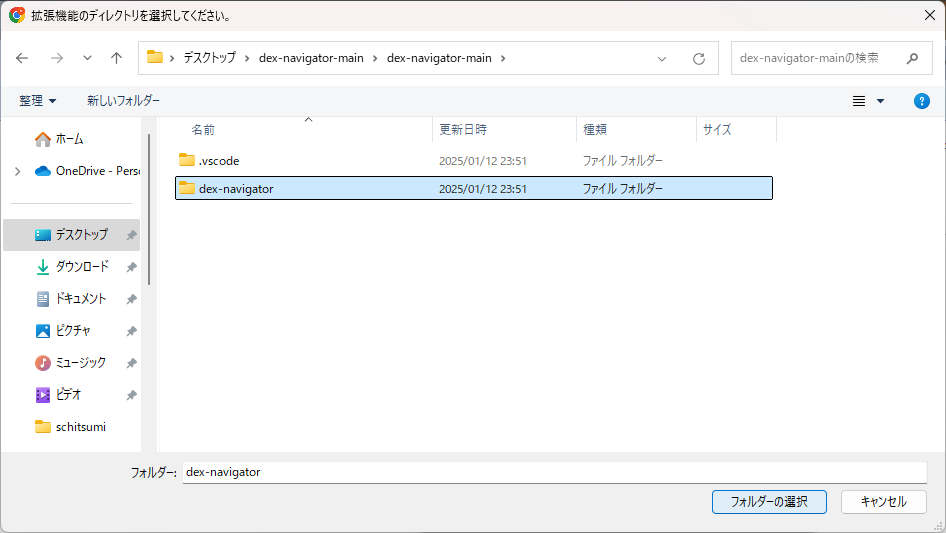 拡張機能のディレクトリを選択してください。
デスクトップ › dex-navigator-main › dex-navigator-main ›
dex-navigator-mainの検索
整理
新しいフォルダー
名前 更新日時 種類 サイズ
.vscode 2025/01/12 23:51 ファイル フォルダー
dex-navigator 2025/01/12 23:51 ファイル フォルダー
ホーム
OneDrive - Perso
デスクトップ
ダウンロード
ドキュメント
ピクチャ
ミュージック
ビデオ
schitsumi
フォルダー: dex-navigator
フォルダーの選択 キャンセル